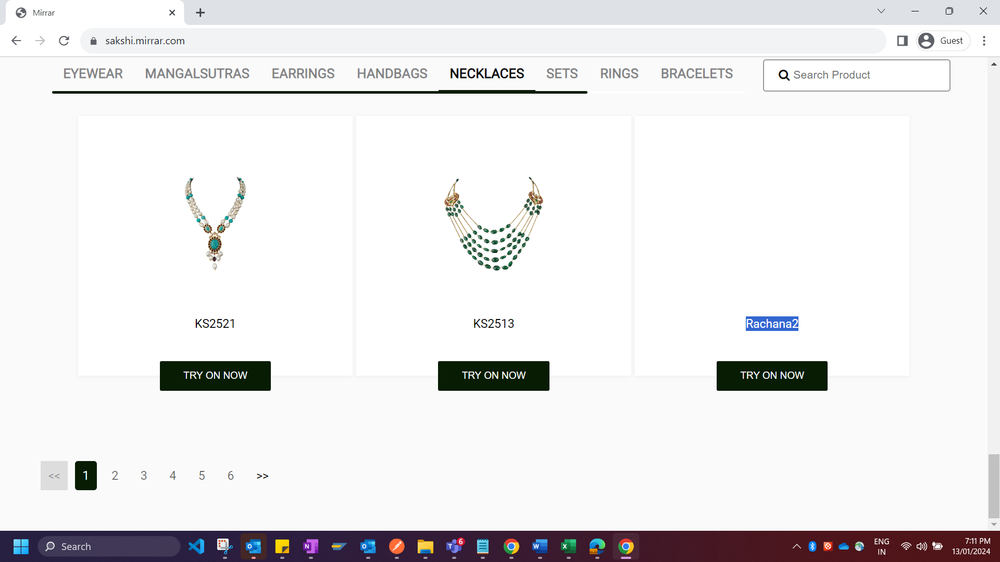 Mirrar
sakshi.mirrar.com
Guest
EYEWEAR MANGALSUTRAS EARRINGS HANDBAGS NECKLACES SETS RINGS BRACELETS
Search Product
KS2521 KS2513 Rachana2
TRY ON NOW TRY ON NOW TRY ON NOW
<< 1 2 3 4 5 6 >>
Search
6
ENG
IN
7:11 PM
13/01/2024